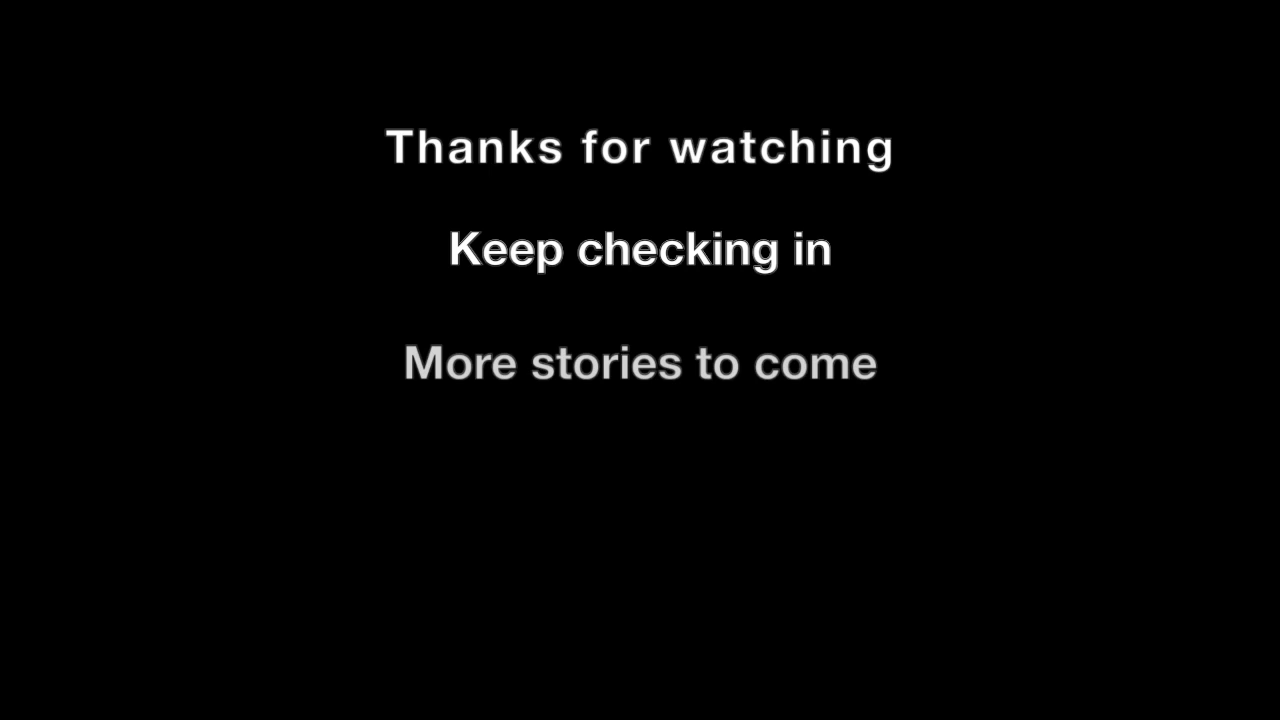 Thanks for watching
Keep checking in
More stories to come